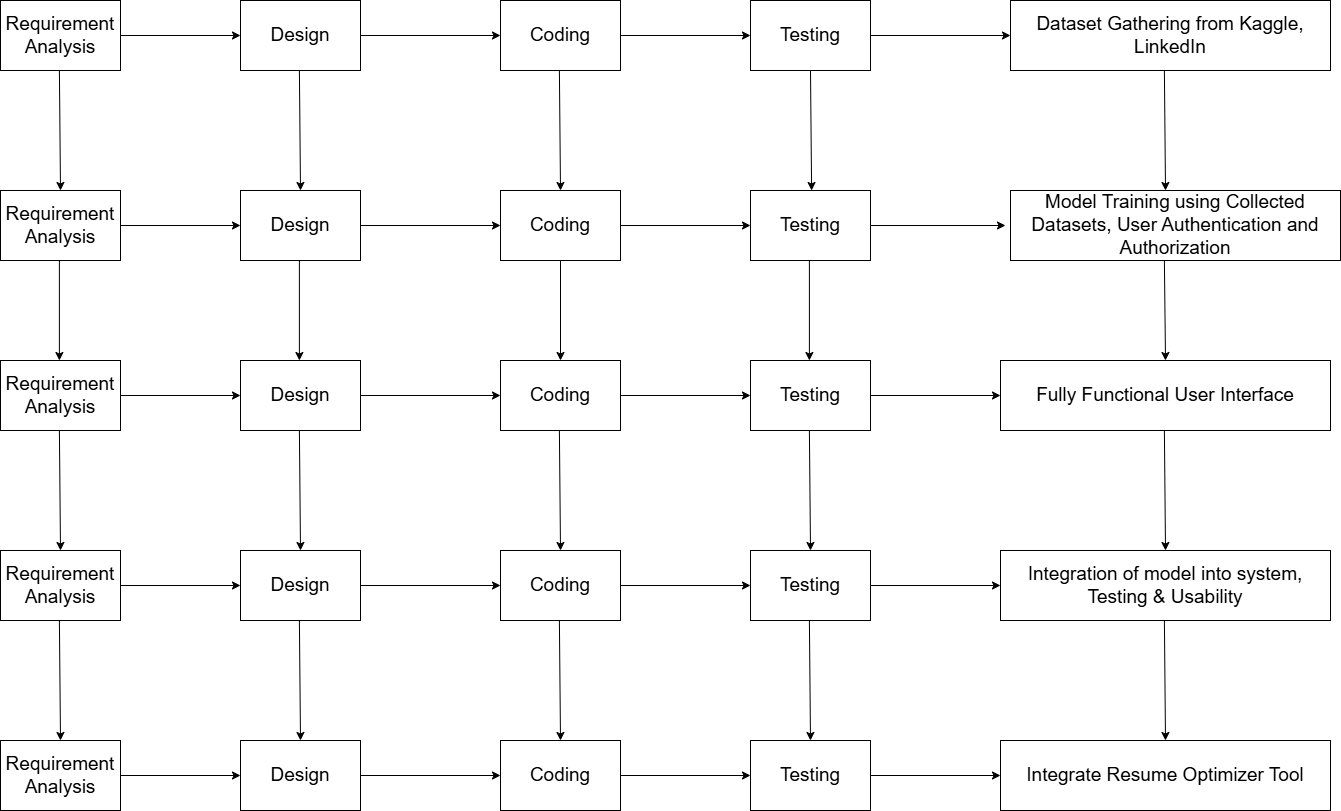 Requirement
Analysis
Design
Coding
Testing
Dataset Gathering from Kaggle,
LinkedIn
Requirement
Analysis
Design
Coding
Testing
Model Training using Collected
Datasets, User Authentication and
Authorization
Requirement
Analysis
Design
Coding
Testing
Fully Functional User Interface
Requirement
Analysis
Design
Coding
Testing
Integration of model into system,
Testing & Usability
Requirement
Analysis
Design
Coding
Testing
Integrate Resume Optimizer Tool